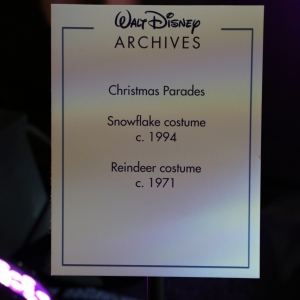 Walt Disney
ARCHIVES
Christmas Parades
Snowflake costume
c. 1994
Reindeer costume
c. 1971